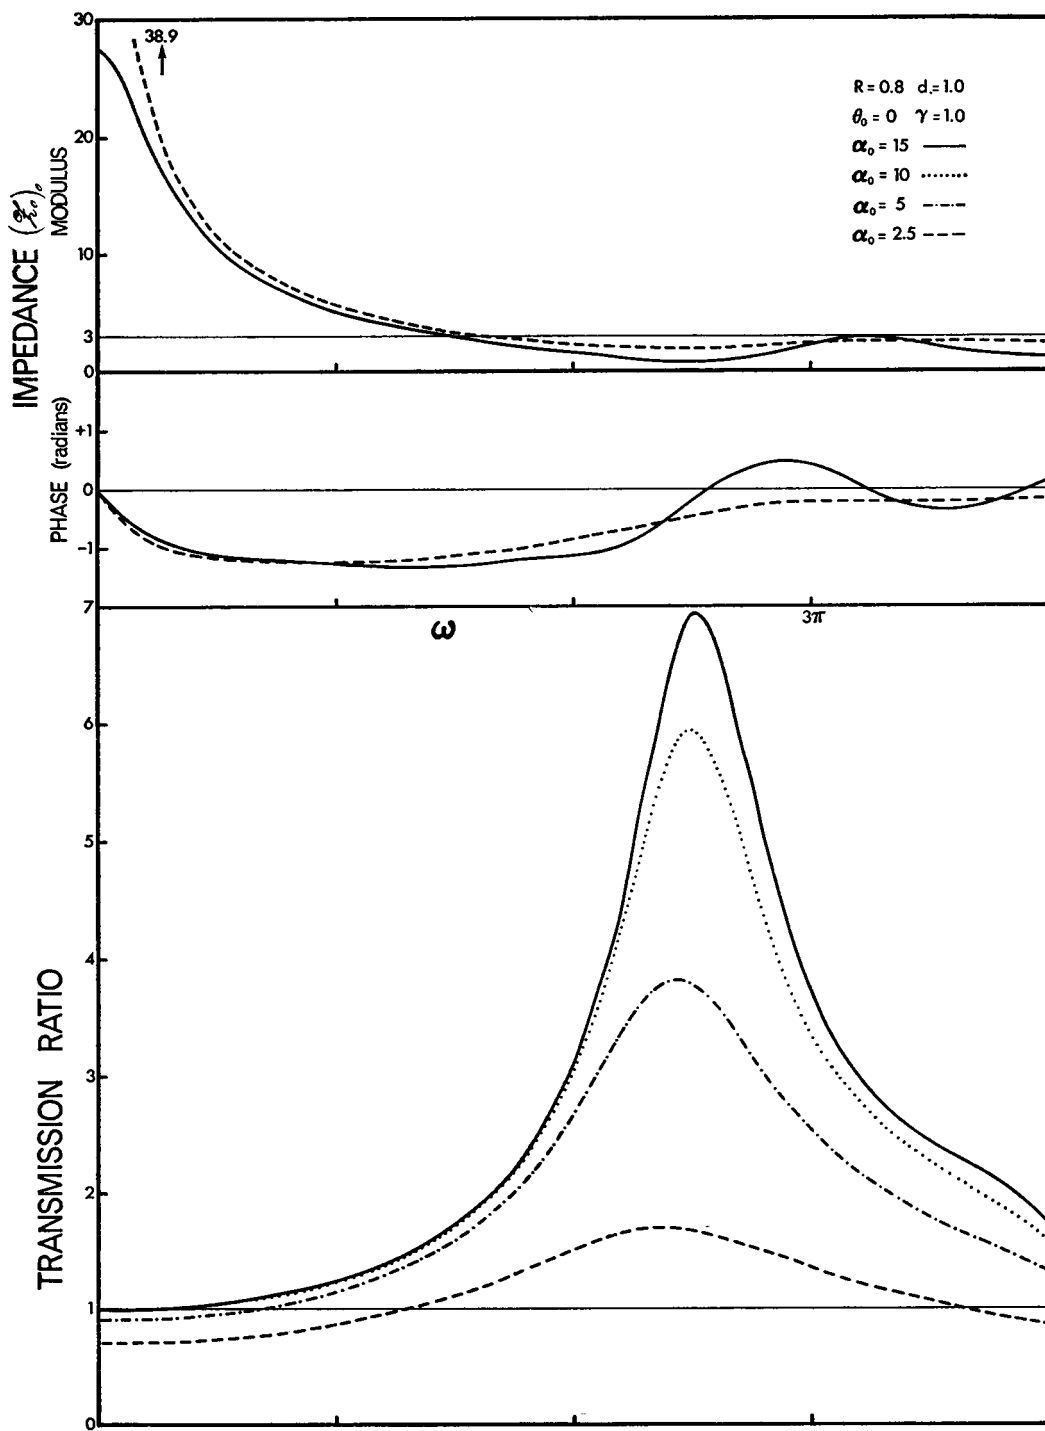 30
38.9
20
10
3
0
IMPEDANCE (𝓏ₒ)ₒ
MODULUS
R=0.8 d=1.0
θ₀=0 γ=1.0
α₀=15
α₀=10
α₀=5
α₀=2.5
PHASE (radians)
+1
0
−1
7
ω
3π
6
5
4
3
2
1
0
TRANSMISSION RATIO